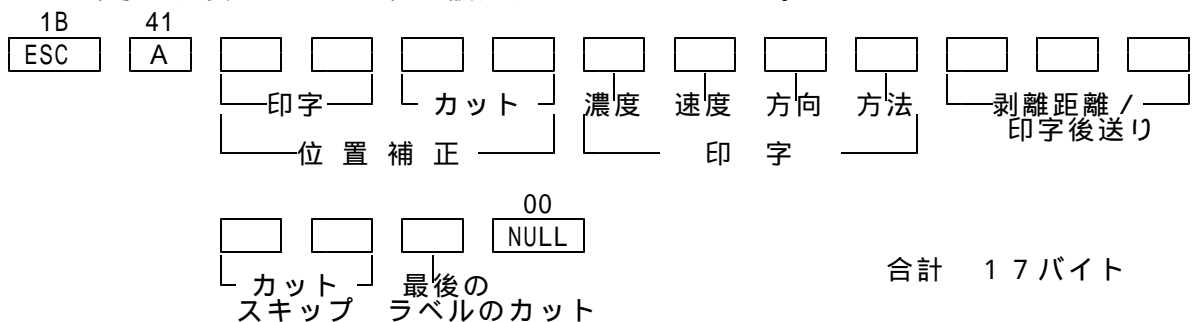 1B 41
ESC A
印字 カット 濃度 速度 方向 方法 剥離距離/
印字後送り
位置補正 印字
00
NULL
カット 最後の
スキップ ラベルのカット
合計 17バイト